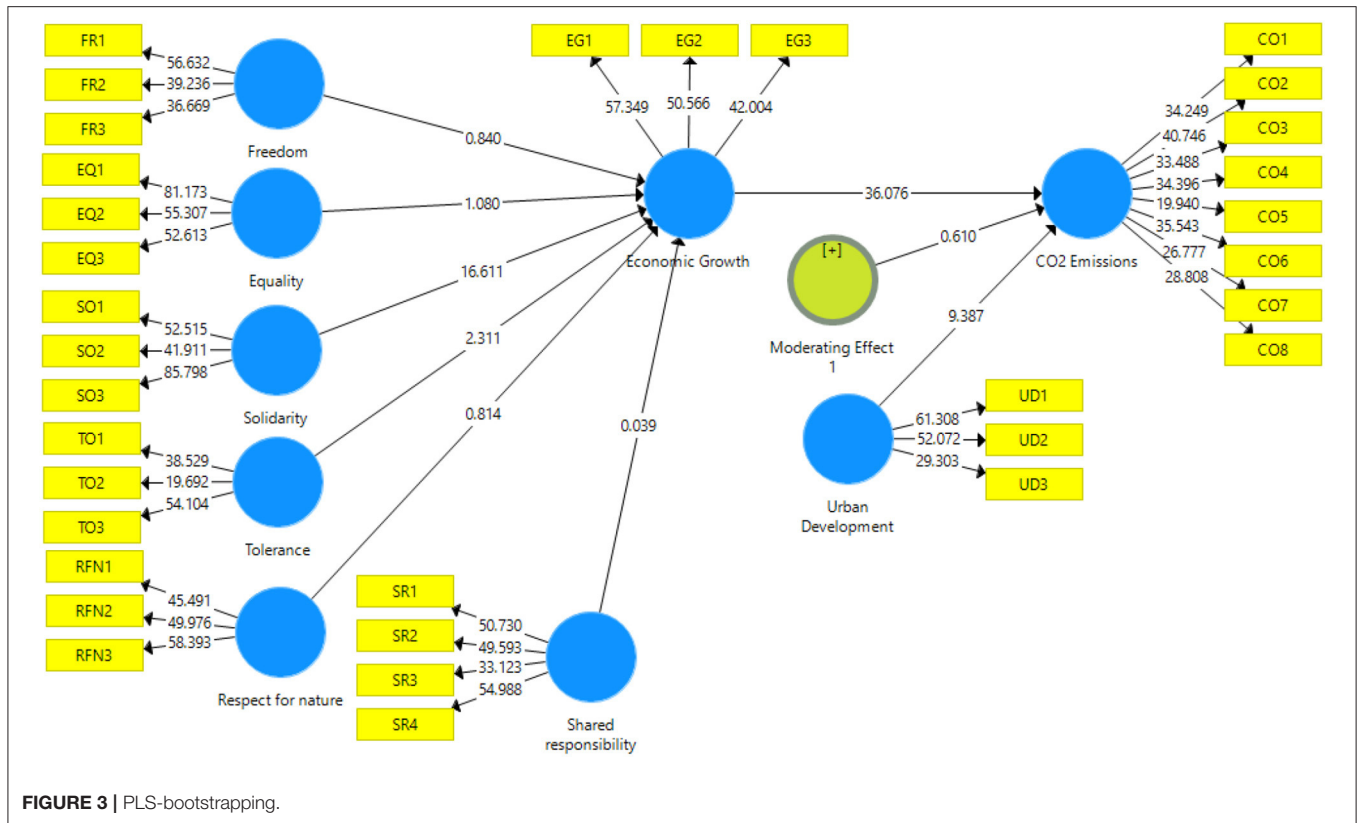 FR1
FR2
FR3
56.632
39.236
36.669
Freedom
EQ1
EQ2
EQ3
81.173
55.307
52.613
Equality
SO1
SO2
SO3
52.515
41.911
85.798
Solidarity
TO1
TO2
TO3
38.529
19.692
54.104
Tolerance
RFN1
RFN2
RFN3
45.491
49.976
58.393
Respect for nature
SR1
SR2
SR3
SR4
50.730
49.593
33.123
54.988
Shared
responsibility
0.840
1.080
16.611
2.311
0.814
0.039
EG1
EG2
EG3
57.349
50.566
42.004
Economic Growth
36.076
0.610
9.387
[+]
Moderating Effect
1
Urban
Development
61.308
52.072
29.303
UD1
UD2
UD3
CO2 Emissions
34.249
40.746
33.488
34.396
19.940
35.543
26.777
28.808
CO1
CO2
CO3
CO4
CO5
CO6
CO7
CO8
FIGURE 3 | PLS-bootstrapping.